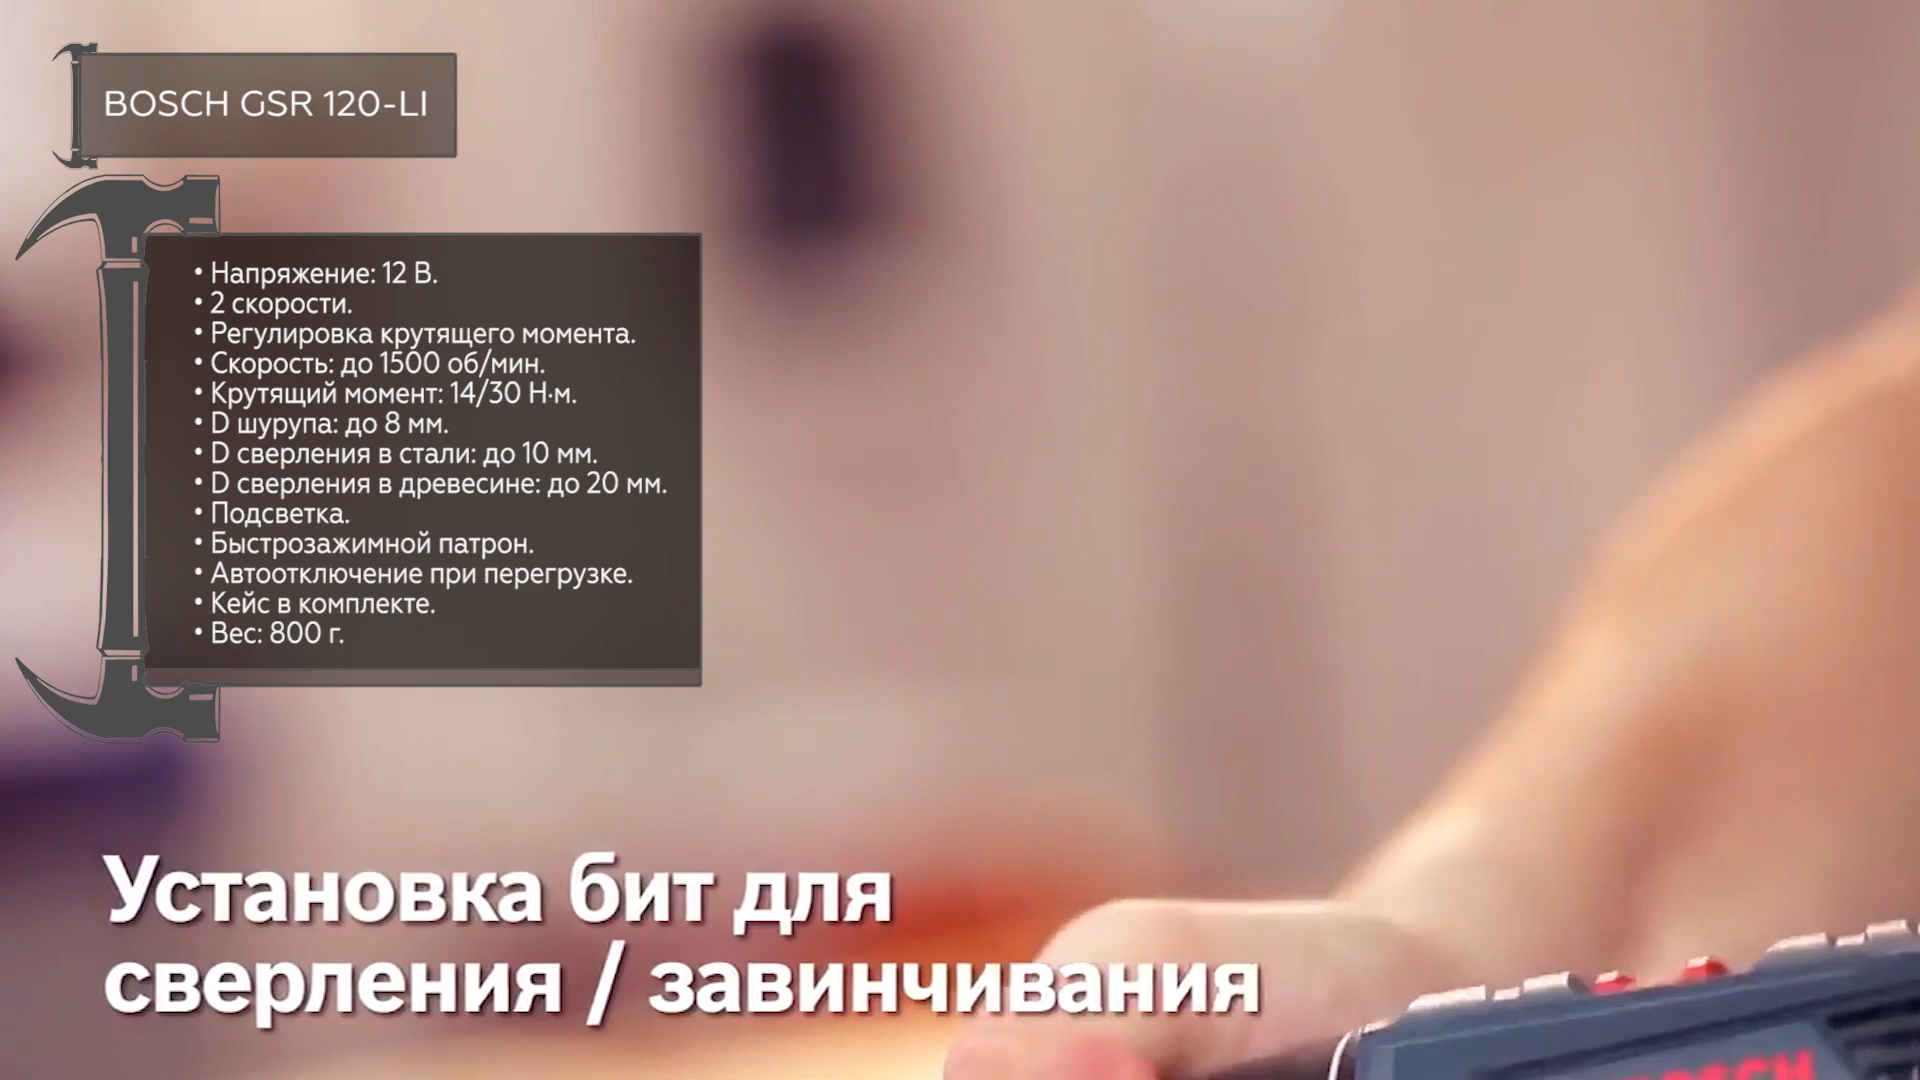 BOSCH GSR 120-LI
• Напряжение: 12 В.
• 2 скорости.
• Регулировка крутящего момента.
• Скорость: до 1500 об/мин.
• Крутящий момент: 14/30 Н·м.
• D шурупа: до 8 мм.
• D сверления в стали: до 10 мм.
• D сверления в древесине: до 20 мм.
• Подсветка.
• Быстрозажимной патрон.
• Автоотключение при перегрузке.
• Кейс в комплекте.
• Вес: 800 г.
Установка бит для
сверления / завинчивания